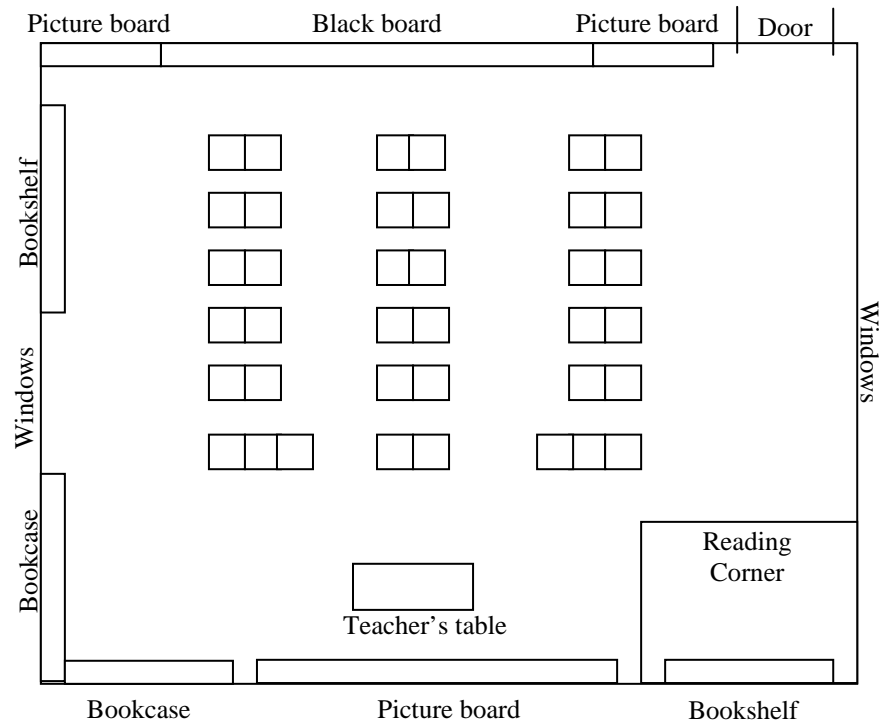 Picture board
Black board
Picture board
Door
Bookshelf
Windows
Windows
Bookcase
Reading
Corner
Teacher’s table
Bookcase
Picture board
Bookshelf